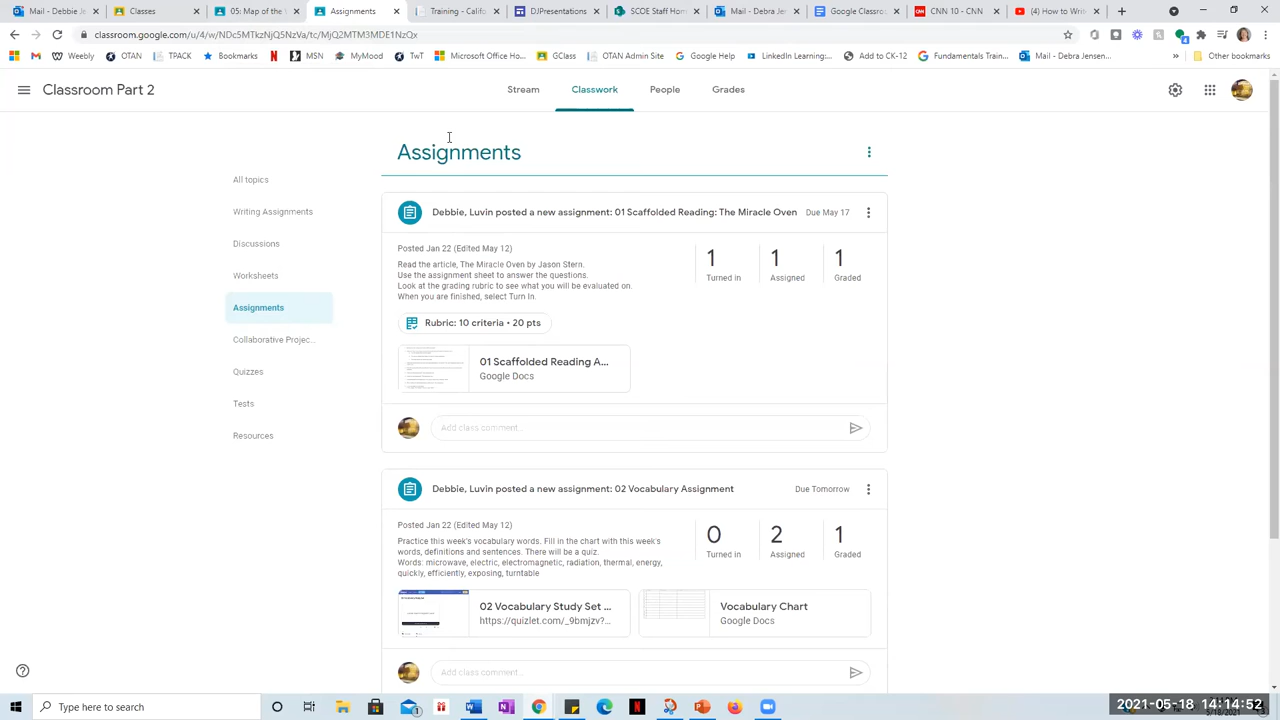 Mail - Debbie Je
Classes
05: May of the
Assignments
Training - Califo
DJPresentations
SCOE Staff Hom
Mail - Debra Jen
Google Classro
CNN 10 - CNN
(4) How to Writ
classroom.google.com/u/4/w/NDc5MTkzNjQ5NzYw/tc/MjQ2MTM3MDE1NzQx
Weebly
OTAN
TPACK
Bookmarks
MSN
MyMood
TwT
Microsoft Office Ho...
GClass
OTAN Admin Site
Google Help
LinkedIn Learning:...
Add to CK-12
Fundamentals Train...
Mail - Debra Jensen...
Other bookmarks
Classroom Part 2
Stream
Classwork
People
Grades
Assignments
All topics
Writing Assignments
Discussions
Worksheets
Assignments
Collaborative Projec...
Quizzes
Tests
Resources
Debbie, Luvin posted a new assignment: 01 Scaffolded Reading: The Miracle Oven
Due May 17
Posted Jan 22 (Edited May 12)
Read the article, The Miracle Oven by Jason Stern.
Use the assignment sheet to answer the questions.
Look at the grading rubric to see what you will be evaluated on.
When you are finished, select Turn In.
1
Turned in
1
Assigned
1
Graded
Rubric: 10 criteria • 20 pts
01 Scaffolded Reading A...
Google Docs
Add class comment...
Debbie, Luvin posted a new assignment: 02 Vocabulary Assignment
Due Tomorrow
Posted Jan 22 (Edited May 12)
Practice this week's vocabulary words. Fill in the chart with this week's
words, definitions and sentences. There will be a quiz.
Words: microwave, electric, electromagnetic, radiation, thermal, energy,
quickly, efficiently, exposing, turntable
0
Turned in
2
Assigned
1
Graded
02 Vocabulary Study Set ...
https://quizlet.com/_9bmjzv?...
Vocabulary Chart
Google Docs
Add class comment...
Type here to search
2021-05-18 14:14:52